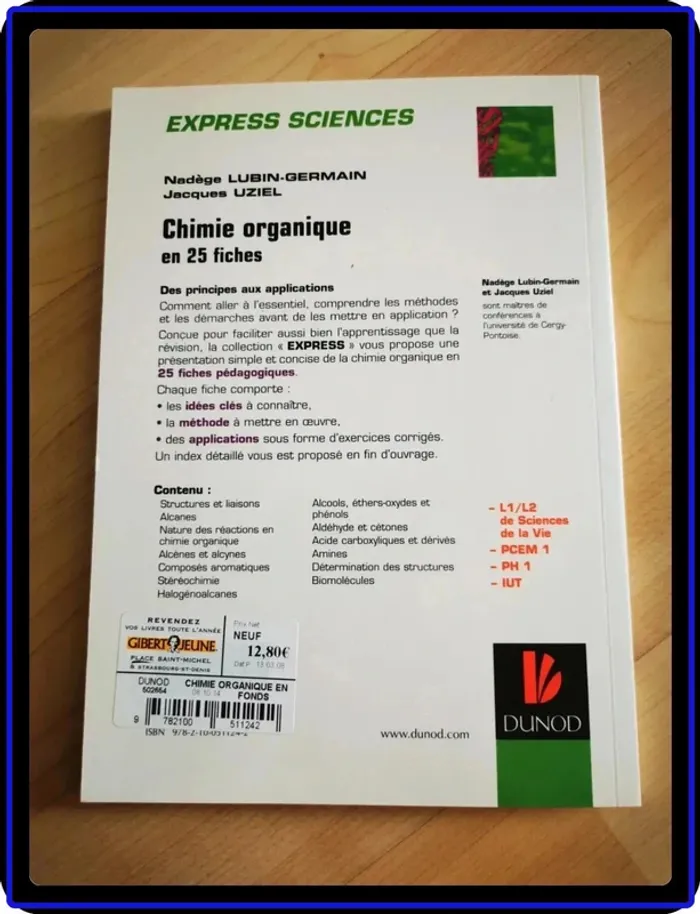 EXPRESS SCIENCES
Nadège LUBIN-GERMAIN
Jacques UZIEL
Chimie organique
en 25 fiches
Des principes aux applications
Comment aller à l'essentiel, comprendre les méthodes
et les démarches avant de les mettre en application ?
Conçue pour faciliter aussi bien l'apprentissage que la
révision, la collection « EXPRESS » vous propose une
présentation simple et concise de la chimie organique en
25 fiches pédagogiques.
Chaque fiche comporte :
• les idées clés à connaître,
• la méthode à mettre en œuvre,
• des applications sous forme d'exercices corrigés.
Un index détaillé vous est proposé en fin d'ouvrage.
Nadège Lubin-Germain
et Jacques Uziel
sont maîtres de
conférences à
l'université de Cergy-
Pontoise.
Contenu :
Structures et liaisons
Alcanes
Nature des réactions en
chimie organique
Alcènes et alcynes
Composés aromatiques
Stéréochimie
Halogénoalcanes
Alcools, éthers-oxydes et
phénols
Aldéhyde et cétones
Acide carboxyliques et dérivés
Amines
Détermination des structures
Biomolécules
– L1/L2
de Sciences
de la Vie
– PCEM 1
– PH 1
– IUT
REVENDEZ
VOS LIVRES TOUTE L'ANNÉE
GIBERT JEUNE
PLACE SAINT-MICHEL
& STRASBOURG-ST-DENIS
Prix Net
NEUF
12,80€
DUNOD
CHIMIE ORGANIQUE EN
502654
FONDS
9 782100 511242
ISBN 978-2-10-051124-2
www.dunod.com
DUNOD